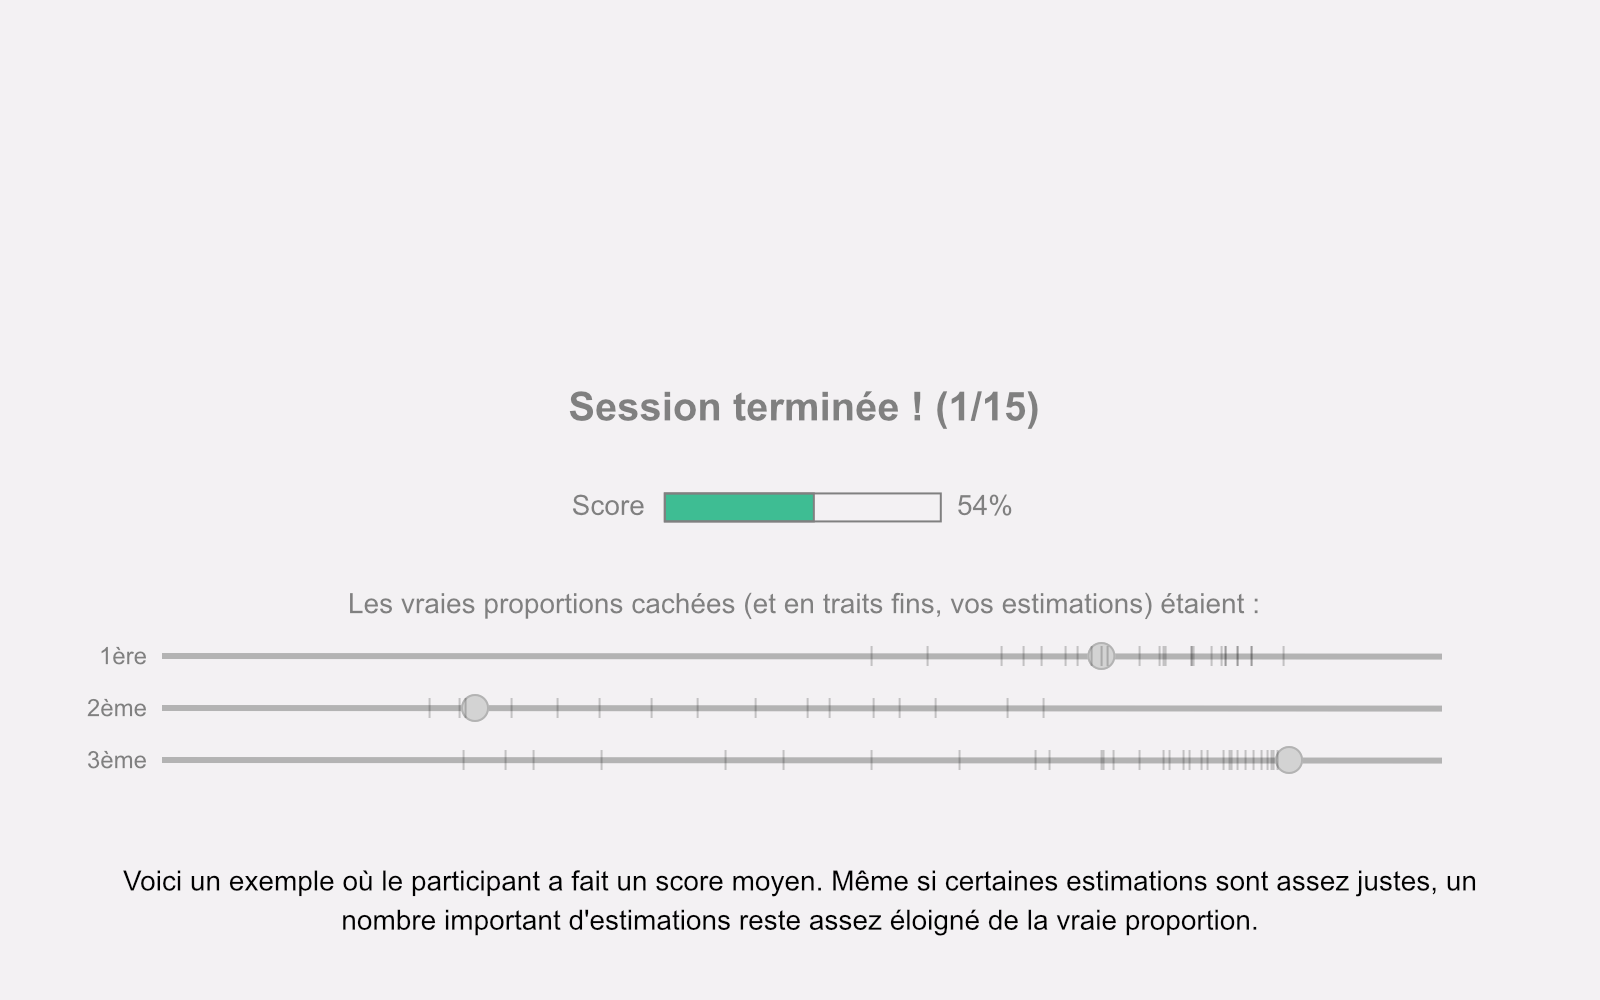 Session terminée ! (1/15)
Score 54%
Les vraies proportions cachées (et en traits fins, vos estimations) étaient :
1ère
2ème
3ème
Voici un exemple où le participant a fait un score moyen. Même si certaines estimations sont assez justes, un
nombre important d'estimations reste assez éloigné de la vraie proportion.